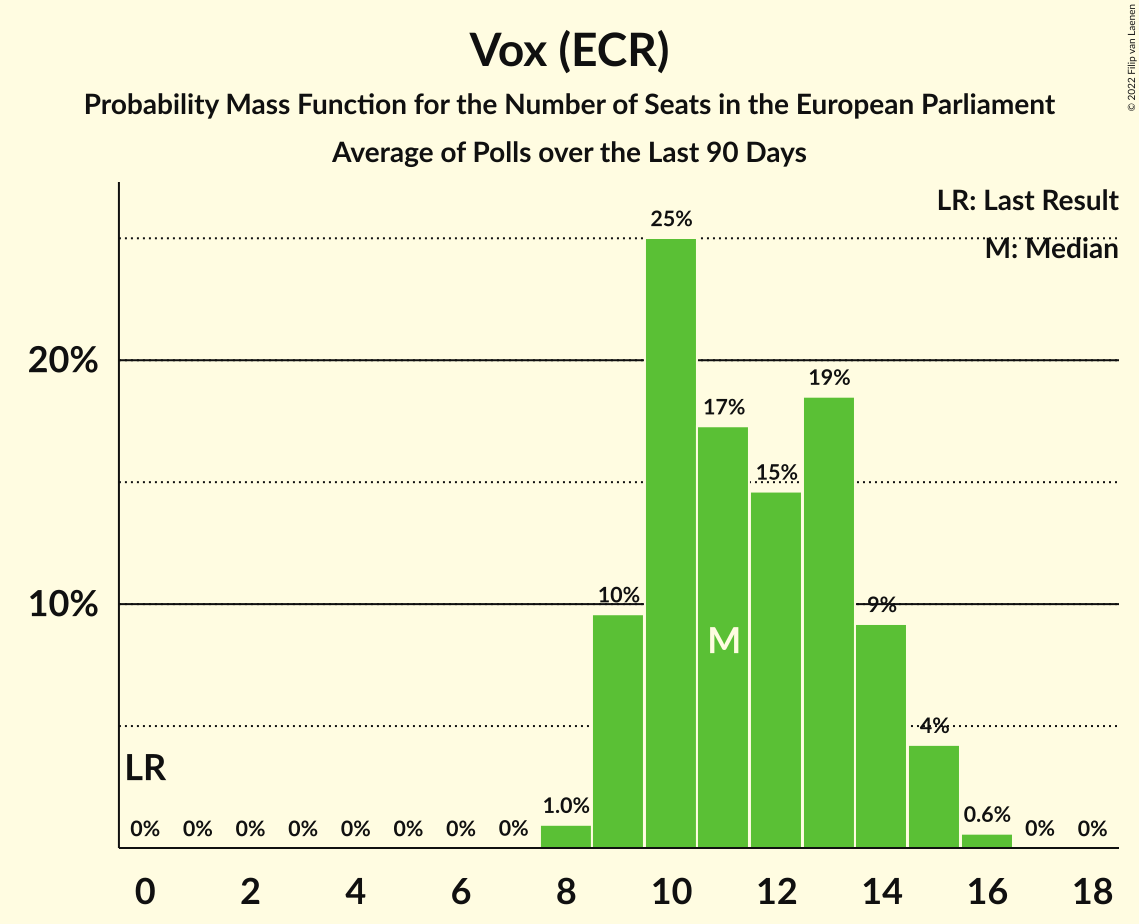 Vox (ECR)
Probability Mass Function for the Number of Seats in the European Parliament
Average of Polls over the Last 90 Days
© 2022 Filip van Laenen
LR: Last Result
M: Median
25%
20%
19%
17%
15%
10%
10%
9%
M
4%
LR
0% 0% 0% 0% 0% 0% 0% 0% 1.0% 0.6% 0% 0%
0 2 4 6 8 10 12 14 16 18